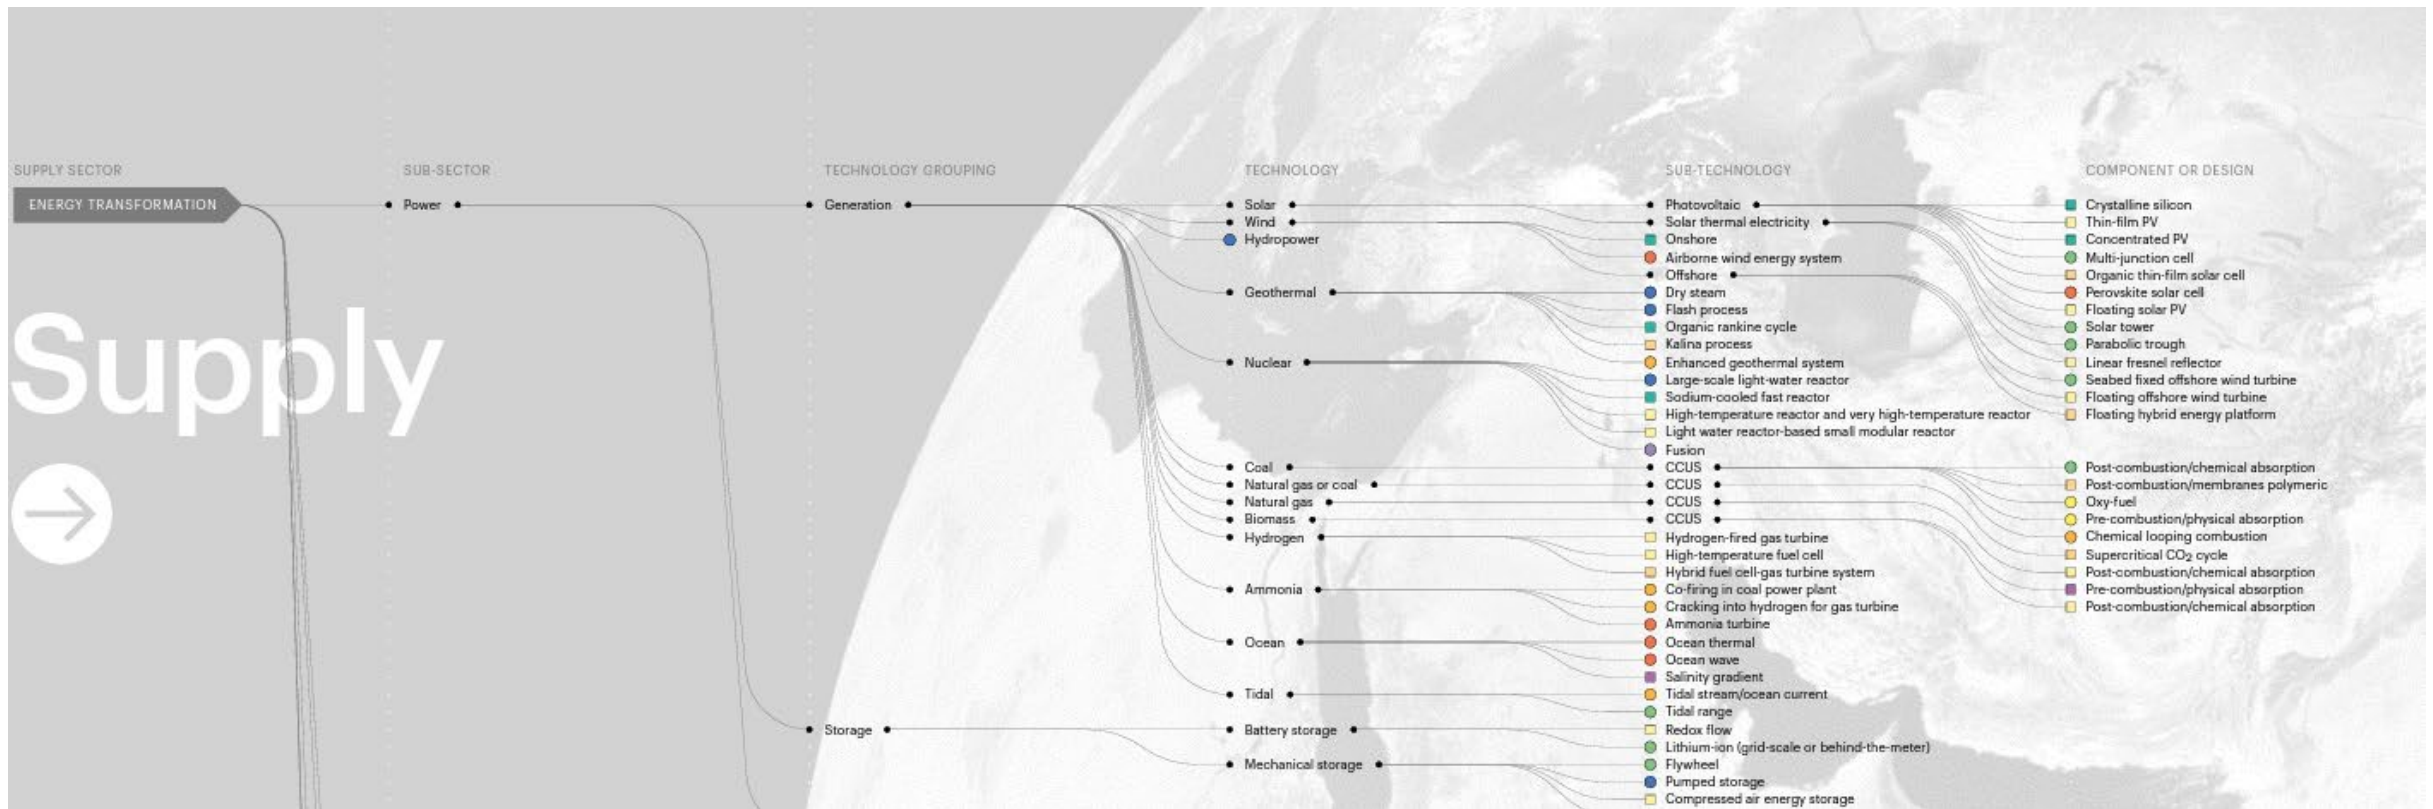 SUPPLY SECTOR
SUB-SECTOR
TECHNOLOGY GROUPING
TECHNOLOGY
SUB-TECHNOLOGY
COMPONENT OR DESIGN
ENERGY TRANSFORMATION
Supply
Power
Generation
Storage
Solar
Wind
Hydropower
Geothermal
Nuclear
Coal
Natural gas or coal
Natural gas
Biomass
Hydrogen
Ammonia
Ocean
Tidal
Battery storage
Mechanical storage
Photovoltaic
Solar thermal electricity
Onshore
Airborne wind energy system
Offshore
Dry steam
Flash process
Organic rankine cycle
Kalina process
Enhanced geothermal system
Large-scale light-water reactor
Sodium-cooled fast reactor
High-temperature reactor and very high-temperature reactor
Light water reactor-based small modular reactor
Fusion
CCUS
CCUS
CCUS
CCUS
Hydrogen-fired gas turbine
High-temperature fuel cell
Hybrid fuel cell-gas turbine system
Co-firing in coal power plant
Cracking into hydrogen for gas turbine
Ammonia turbine
Ocean thermal
Ocean wave
Salinity gradient
Tidal stream/ocean current
Tidal range
Redox flow
Lithium-ion (grid-scale or behind-the-meter)
Flywheel
Pumped storage
Compressed air energy storage
Crystalline silicon
Thin-film PV
Concentrated PV
Multi-junction cell
Organic thin-film solar cell
Perovskite solar cell
Floating solar PV
Solar tower
Parabolic trough
Linear fresnel reflector
Seabed fixed offshore wind turbine
Floating offshore wind turbine
Floating hybrid energy platform
Post-combustion/chemical absorption
Post-combustion/membranes polymeric
Oxy-fuel
Pre-combustion/physical absorption
Chemical looping combustion
Supercritical CO2 cycle
Post-combustion/chemical absorption
Pre-combustion/physical absorption
Post-combustion/chemical absorption